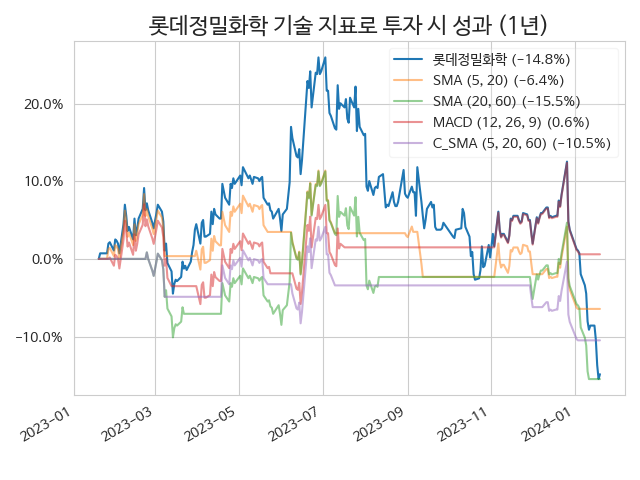 롯데정밀화학 기술 지표로 투자 시 성과 (1년)
롯데정밀화학 (−14.8%)
SMA (5, 20) (−6.4%)
SMA (20, 60) (−15.5%)
MACD (12, 26, 9) (0.6%)
C_SMA (5, 20, 60) (−10.5%)
20.0%
10.0%
0.0%
−10.0%
2023-01
2023-03
2023-05
2023-07
2023-09
2023-11
2024-01